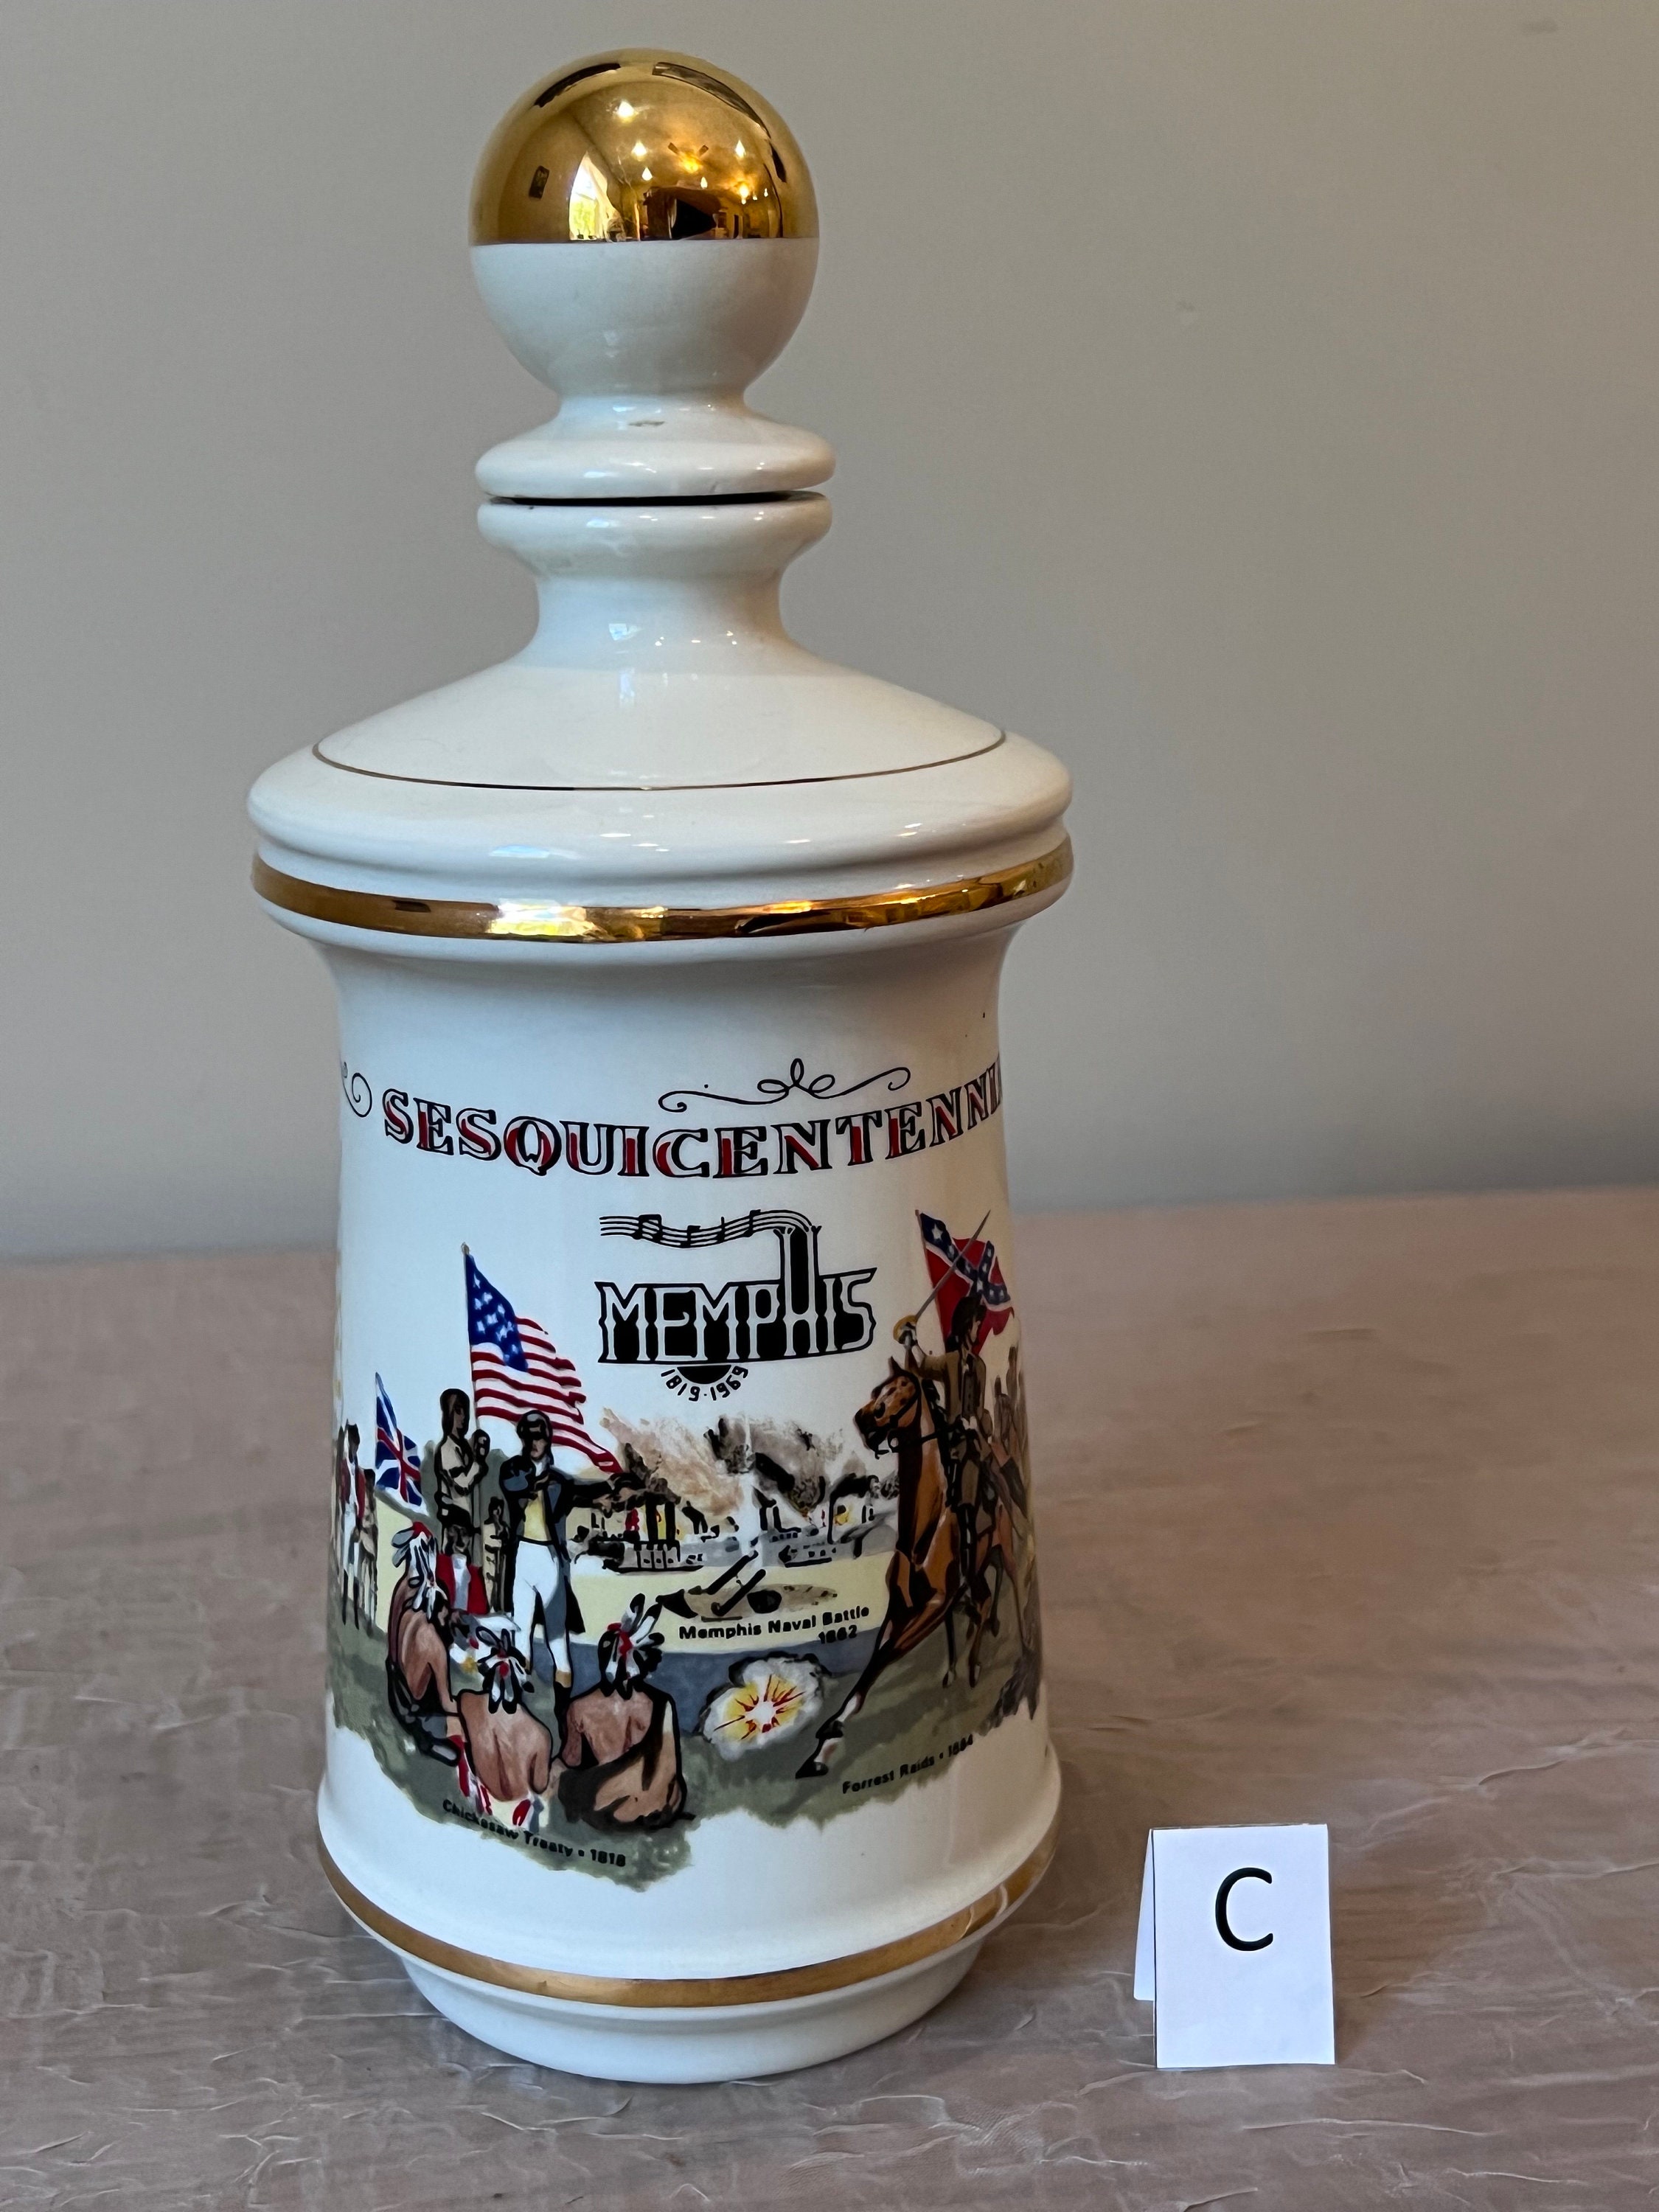 SESQUICENTENNI
MEMPHIS
1819-1969
Memphis Naval Battle
1862
Forrest Raids • 1864
Chickasaw Treaty • 1818
C